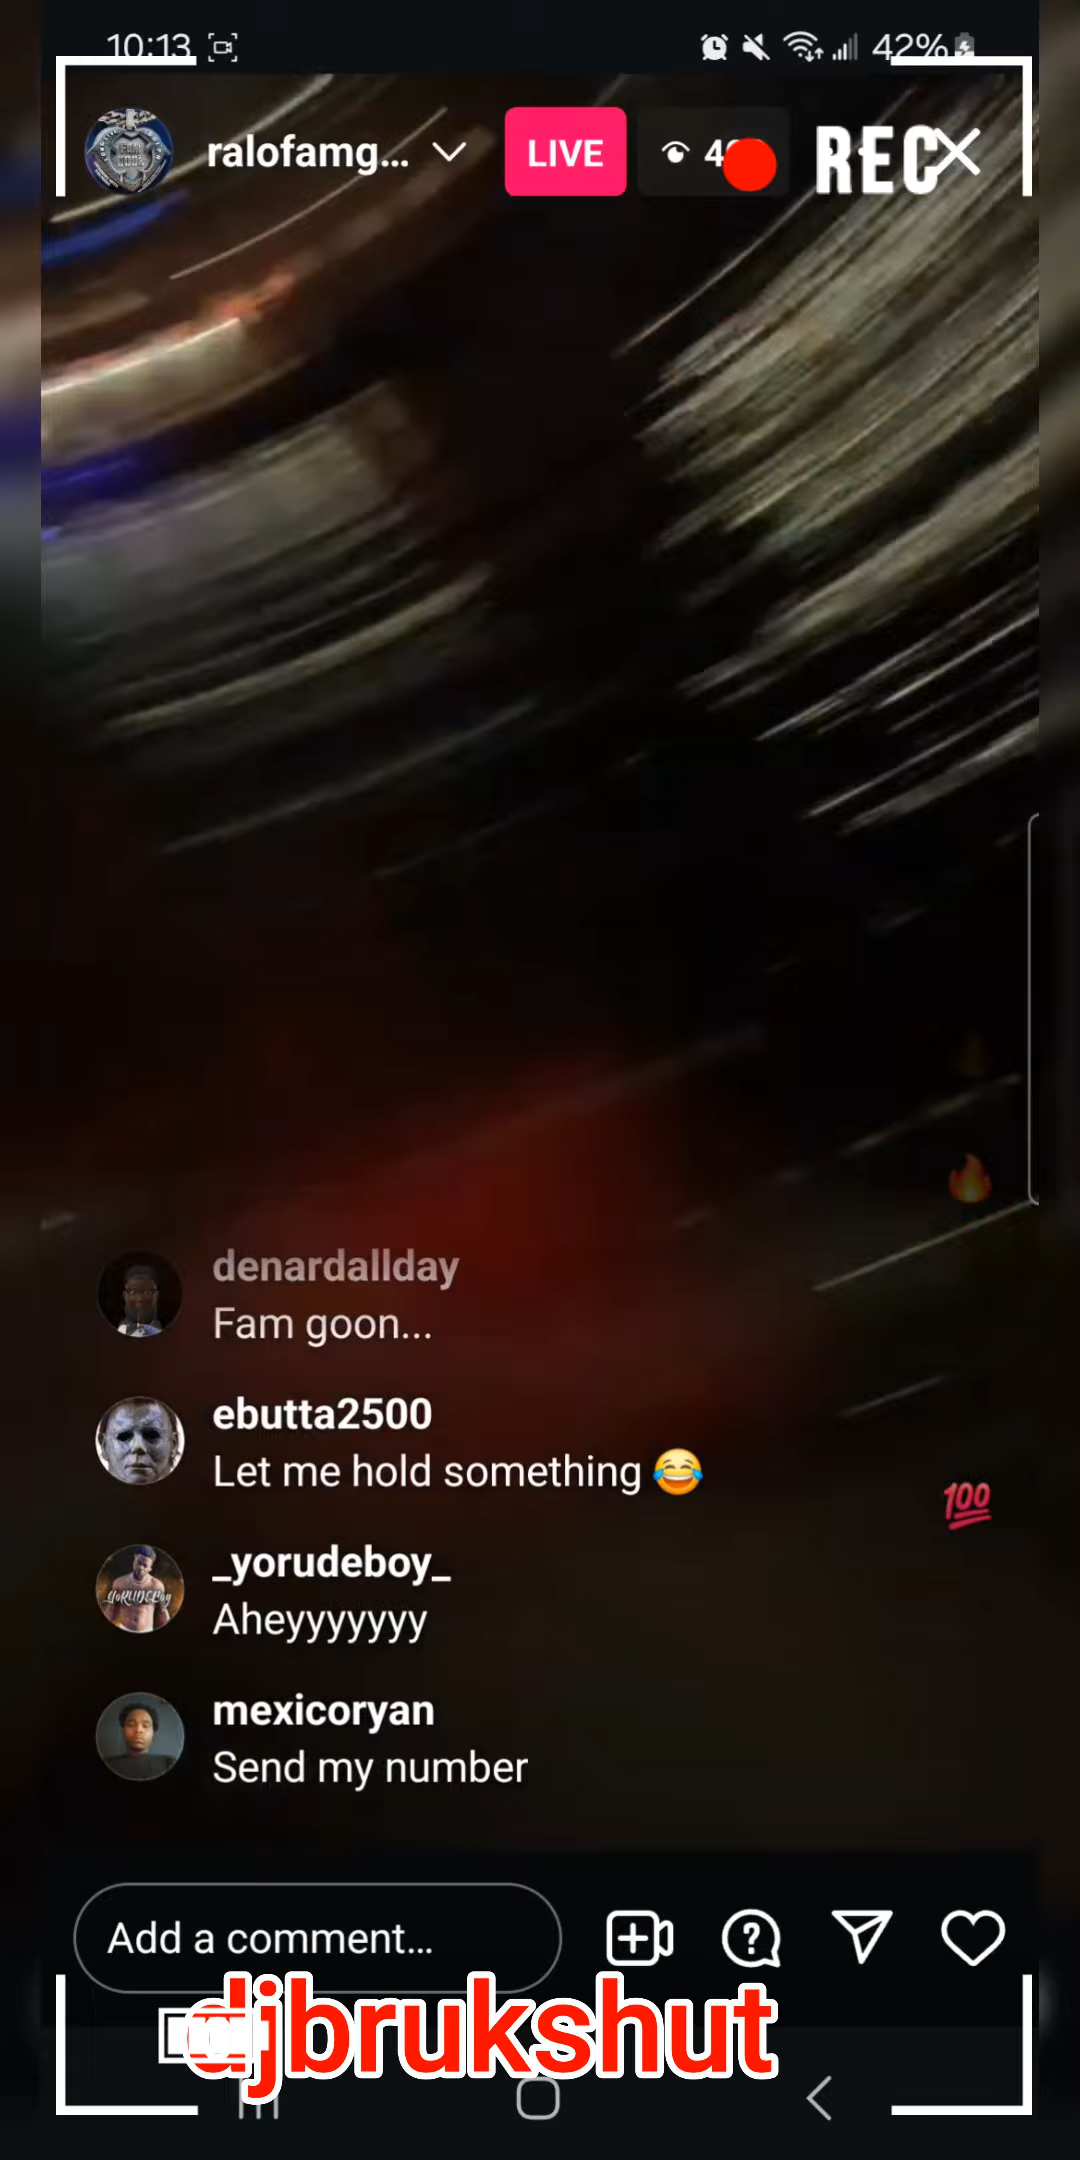 10:13 42%
ralofamg... LIVE REC
denardallday
Fam goon...
ebutta2500
Let me hold something 😂
💯
_yorudeboy_
Aheyyyyyyy
mexicoryan
Send my number
Add a comment...
djbrukshut